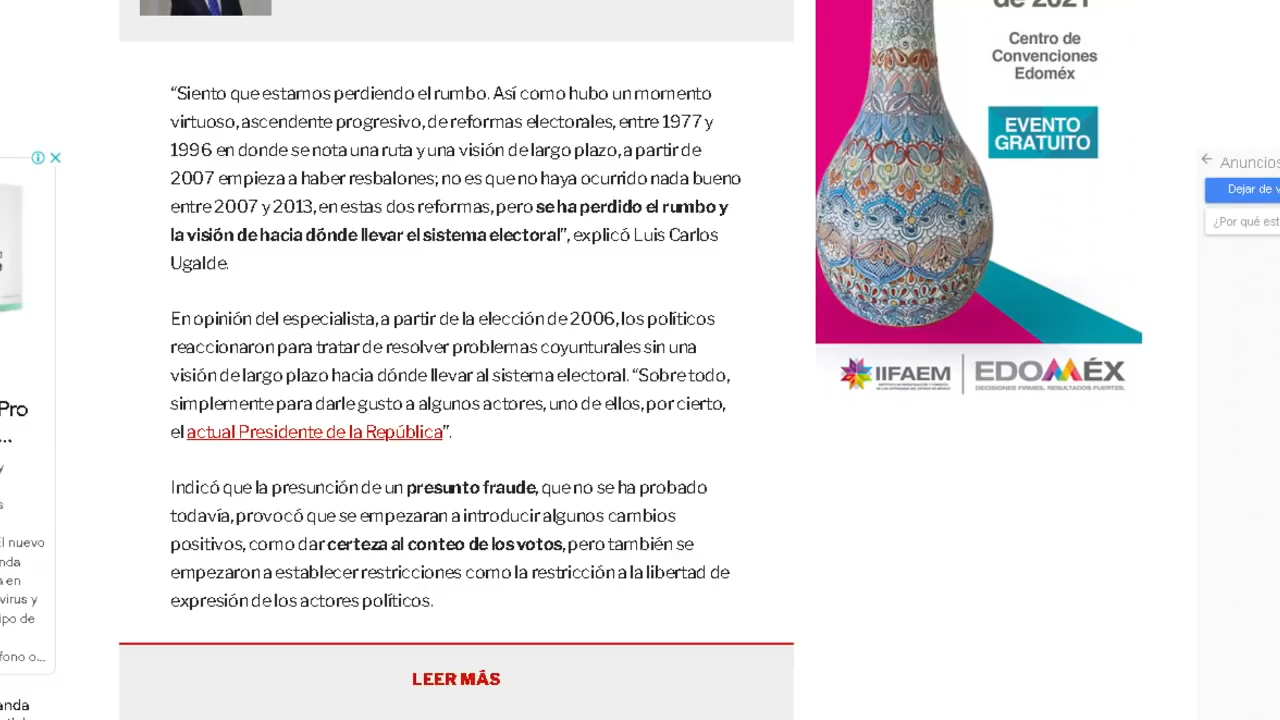 “Siento que estamos perdiendo el rumbo. Así como hubo un momento
virtuoso, ascendente progresivo, de reformas electorales, entre 1977 y
1996 en donde se nota una ruta y una visión de largo plazo, a partir de
2007 empieza a haber resbalones; no es que no haya ocurrido nada bueno
entre 2007 y 2013, en estas dos reformas, pero se ha perdido el rumbo y
la visión de hacia dónde llevar el sistema electoral”, explicó Luis Carlos
Ugalde.
En opinión del especialista, a partir de la elección de 2006, los políticos
reaccionaron para tratar de resolver problemas coyunturales sin una
visión de largo plazo hacia dónde llevar al sistema electoral. “Sobre todo,
simplemente para darle gusto a algunos actores, uno de ellos, por cierto,
el actual Presidente de la República”.
Indicó que la presunción de un presunto fraude, que no se ha probado
todavía, provocó que se empezaran a introducir algunos cambios
positivos, como dar certeza al conteo de los votos, pero también se
empezaron a establecer restricciones como la restricción a la libertad de
expresión de los actores políticos.
LEER MÁS
de 2021
Centro de
Convenciones
Edoméx
EVENTO
GRATUITO
IIFAEM
EDOMÉX
DECISIONES FIRMES, RESULTADOS FUERTES.
Anuncios
Dejar de v
¿Por qué est
Pro
...
y
s
El nuevo
nda
a en
virus y
ipo de
fono o...
anda